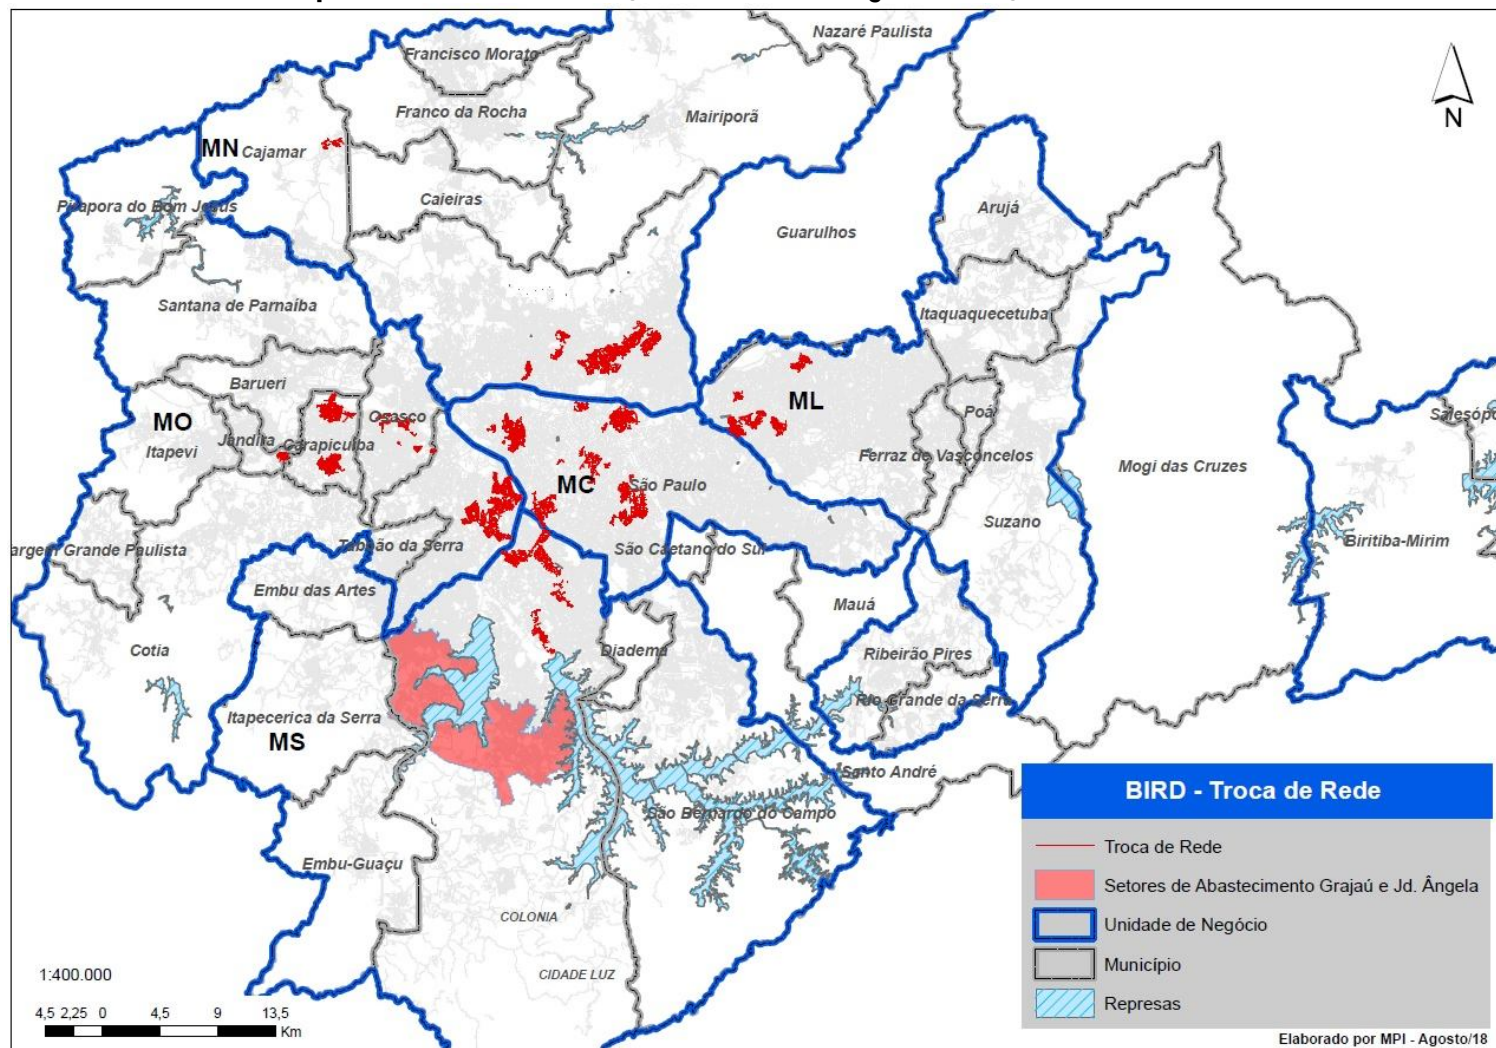 Nazaré Paulista
Francisco Morato
Franco da Rocha
Mairiporã
N
MN
Cajamar
Caieiras
Arujá
Pirapora do Bom Jesus
Guarulhos
Santana de Parnaíba
Itaquaquecetuba
Barueri
Osasco
ML
Poá
Salesópo
MO
Jandira
Carapicuíba
Itapevi
Ferraz de Vasconcelos
Mogi das Cruzes
MC
São Paulo
Suzano
argem Grande Paulista
Taboão da Serra
São Caetano do Sul
Biritiba-Mirim
Embu das Artes
Mauá
Cotia
Diadema
Ribeirão Pires
Rio Grande da Serra
Itapecerica da Serra
MS
Santo André
São Bernardo do Campo
Embu-Guaçu
COLONIA
CIDADE LUZ
1:400.000
4,5 2,25 0 4,5 9 13,5
Km
BIRD - Troca de Rede
Troca de Rede
Setores de Abastecimento Grajaú e Jd. Ângela
Unidade de Negócio
Município
Represas
Elaborado por MPI - Agosto/18